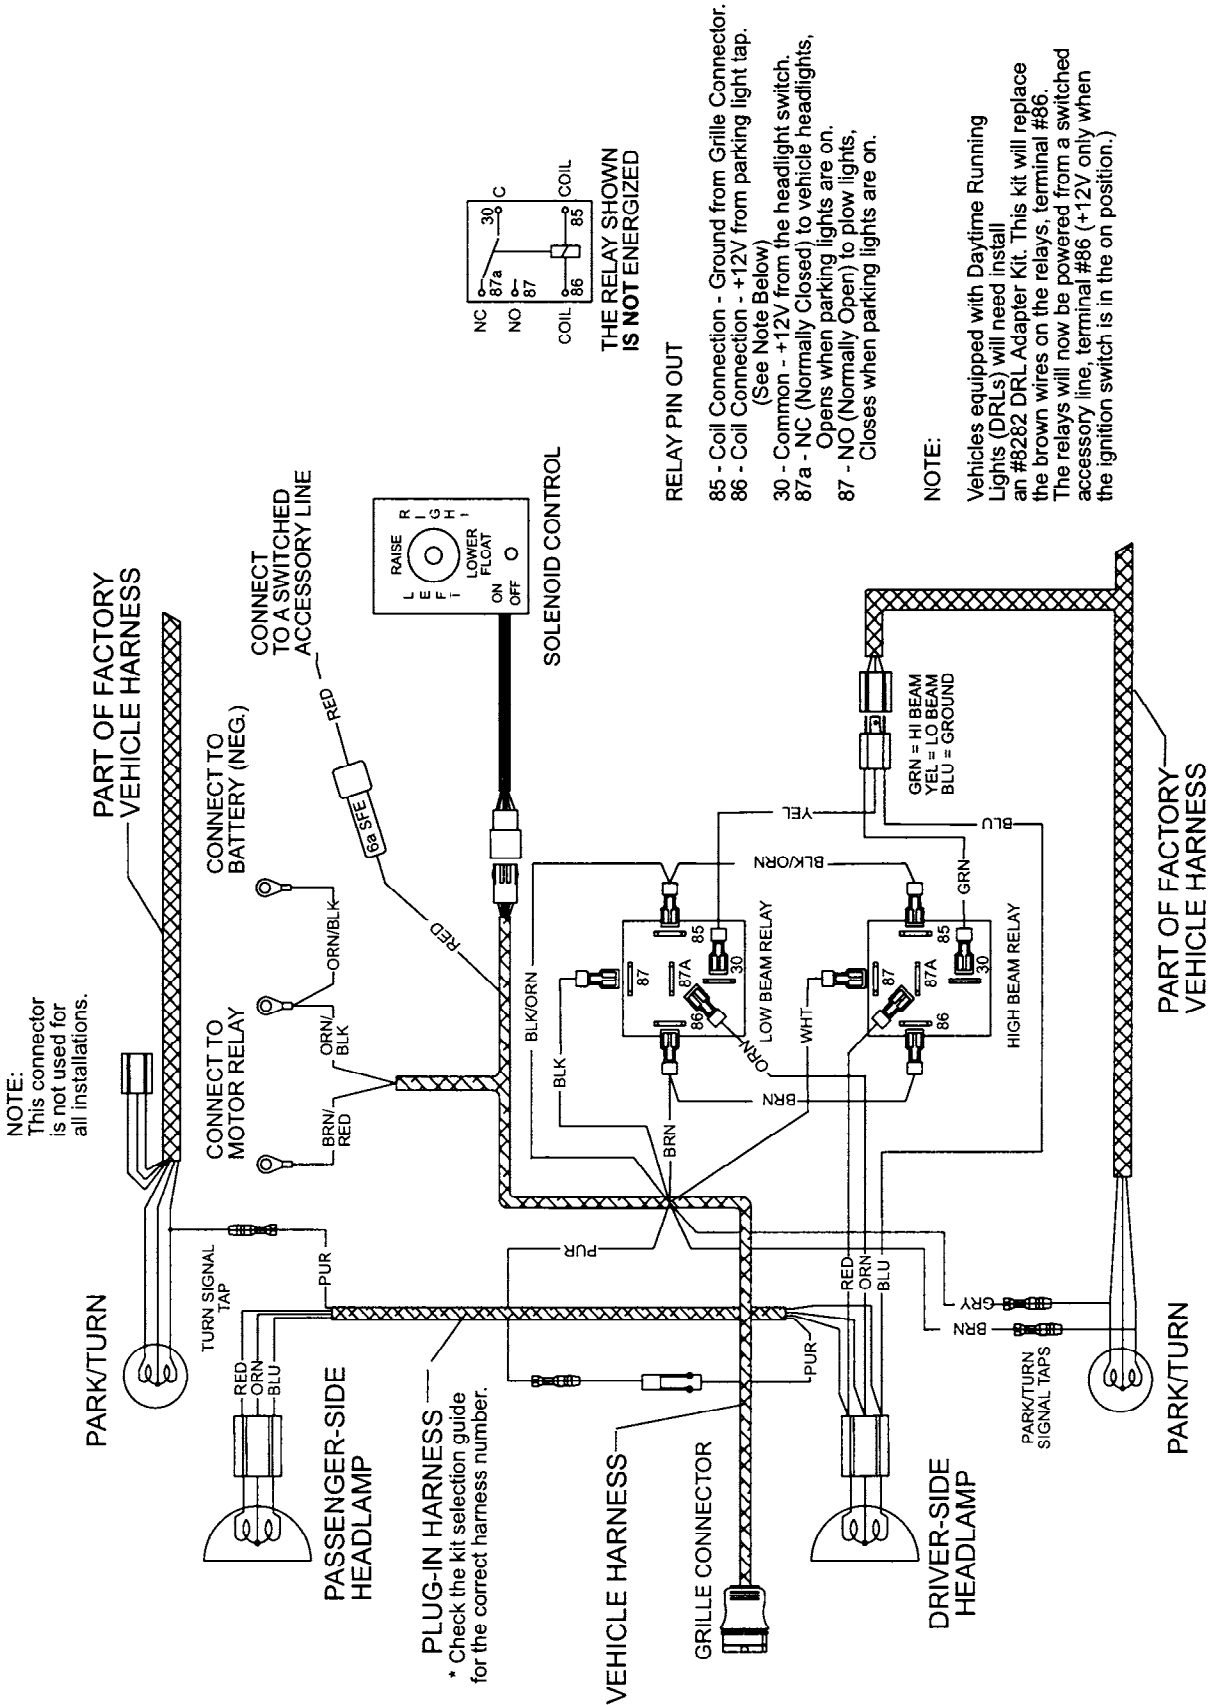 NOTE:
This connector
is not used for
all installations.
PART OF FACTORY
VEHICLE HARNESS
PARK/TURN
TURN SIGNAL
TAP
PUR
CONNECT TO
MOTOR RELAY
CONNECT TO
BATTERY (NEG.)
CONNECT
TO A SWITCHED
ACCESSORY LINE
BRN/
RED
ORN/
BLK
ORN/BLK
RED
6a SFE
RED
RED
ORN
BLU
PASSENGER-SIDE
HEADLAMP
PLUG-IN HARNESS
* Check the kit selection guide
for the correct harness number.
RAISE
LEFT
RIGHT
LOWER
FLOAT
ON
OFF
SOLENOID CONTROL
NC
NO
COIL
87a
87
86
30
85
C
COIL
THE RELAY SHOWN
IS NOT ENERGIZED
BLK/ORN
BLK
PUR
BRN
VEHICLE HARNESS
GRILLE CONNECTOR
PUR
87
87A
86
85
30
LOW BEAM RELAY
ORN
BRN
WHT
BLK/ORN
YEL
87
87A
86
85
30
HIGH BEAM RELAY
GRN
BLU
GRN = HI BEAM
YEL = LO BEAM
BLU = GROUND
RED
ORN
BLU
DRIVER-SIDE
HEADLAMP
GRY
BRN
PARK/TURN
SIGNAL TAPS
PARK/TURN
PART OF FACTORY
VEHICLE HARNESS
RELAY PIN OUT
85 - Coil Connection - Ground from Grille Connector.
86 - Coil Connection - +12V from parking light tap.
(See Note Below)
30 - Common - +12V from the headlight switch.
87a - NC (Normally Closed) to vehicle headlights,
Opens when parking lights are on.
87 - NO (Normally Open) to plow lights,
Closes when parking lights are on.
NOTE:
Vehicles equipped with Daytime Running
Lights (DRLs) will need install
an #8282 DRL Adapter Kit. This kit will replace
the brown wires on the relays, terminal #86.
The relays will now be powered from a switched
accessory line, terminal #86 (+12V only when
the ignition switch is in the on position.)